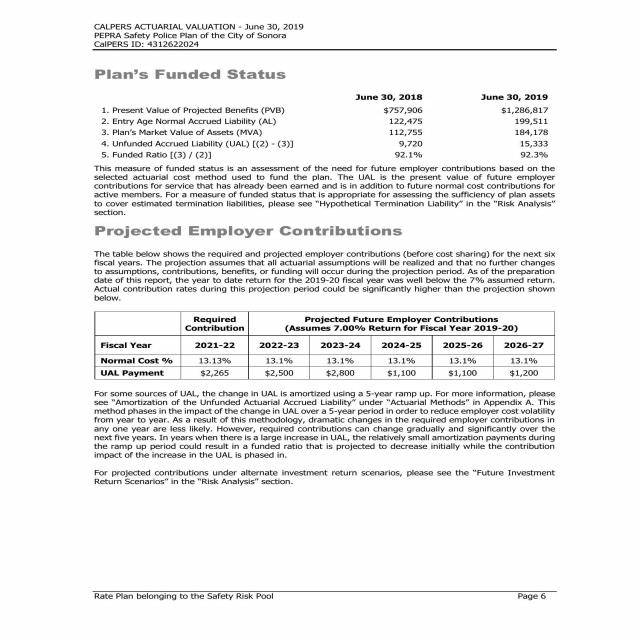 CALPERS ACTUARIAL VALUATION - June 30, 2019
PEPRA Safety Police Plan of the City of Sonora
CalPERS ID: 4312622024
Plan's Funded Status
June 30, 2018 June 30, 2019
1. Present Value of Projected Benefits (PVB) $757,906 $1,286,817
2. Entry Age Normal Accrued Liability (AL) 122,475 199,511
3. Plan's Market Value of Assets (MVA) 112,755 184,178
4. Unfunded Accrued Liability (UAL) [(2) - (3)] 9,720 15,333
5. Funded Ratio [(3) / (2)] 92.1% 92.3%
This measure of funded status is an assessment of the need for future employer contributions based on the
selected actuarial cost method used to fund the plan. The UAL is the present value of future employer
contributions for service that has already been earned and is in addition to future normal cost contributions for
active members. For a measure of funded status that is appropriate for assessing the sufficiency of plan assets
to cover estimated termination liabilities, please see "Hypothetical Termination Liability" in the "Risk Analysis"
section.
Projected Employer Contributions
The table below shows the required and projected employer contributions (before cost sharing) for the next six
fiscal years. The projection assumes that all actuarial assumptions will be realized and that no further changes
to assumptions, contributions, benefits, or funding will occur during the projection period. As of the preparation
date of this report, the year to date return for the 2019-20 fiscal year was well below the 7% assumed return.
Actual contribution rates during this projection period could be significantly higher than the projection shown
below.
Required Projected Future Employer Contributions
Contribution (Assumes 7.00% Return for Fiscal Year 2019-20)
Fiscal Year 2021-22 2022-23 2023-24 2024-25 2025-26 2026-27
Normal Cost % 13.13% 13.1% 13.1% 13.1% 13.1% 13.1%
UAL Payment $2,265 $2,500 $2,800 $1,100 $1,100 $1,200
For some sources of UAL, the change in UAL is amortized using a 5-year ramp up. For more information, please
see "Amortization of the Unfunded Actuarial Accrued Liability" under "Actuarial Methods" in Appendix A. This
method phases in the impact of the change in UAL over a 5-year period in order to reduce employer cost volatility
from year to year. As a result of this methodology, dramatic changes in the required employer contributions in
any one year are less likely. However, required contributions can change gradually and significantly over the
next five years. In years when there is a large increase in UAL, the relatively small amortization payments during
the ramp up period could result in a funded ratio that is projected to decrease initially while the contribution
impact of the increase in the UAL is phased in.
For projected contributions under alternate investment return scenarios, please see the "Future Investment
Return Scenarios" in the "Risk Analysis" section.
Rate Plan belonging to the Safety Risk Pool Page 6